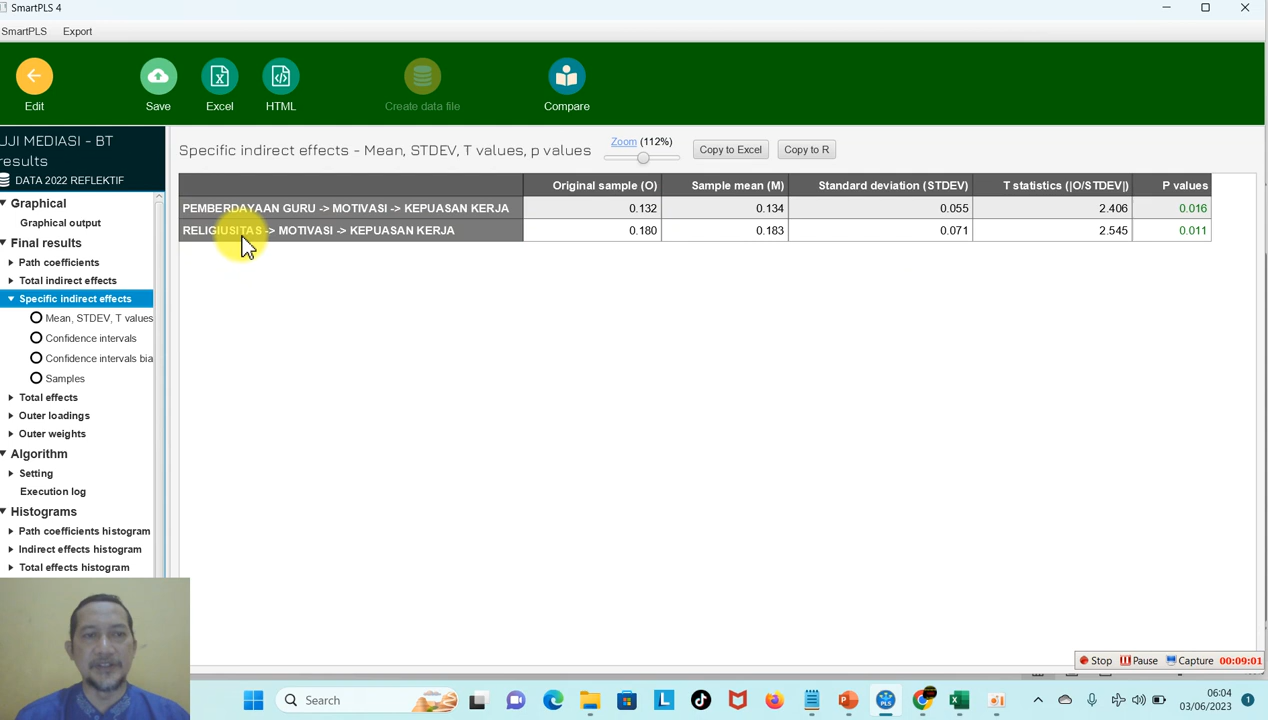 SmartPLS 4
SmartPLS Export
Edit Save Excel HTML Create data file Compare
UJI MEDIASI - BT
results
DATA 2022 REFLEKTIF
Graphical
Graphical output
Final results
Path coefficients
Total indirect effects
Specific indirect effects
Mean, STDEV, T values
Confidence intervals
Confidence intervals bia
Samples
Total effects
Outer loadings
Outer weights
Algorithm
Setting
Execution log
Histograms
Path coefficients histogram
Indirect effects histogram
Total effects histogram
Specific indirect effects - Mean, STDEV, T values, p values Zoom (112%) Copy to Excel Copy to R
Original sample (O) Sample mean (M) Standard deviation (STDEV) T statistics (|O/STDEV|) P values
PEMBERDAYAAN GURU -> MOTIVASI -> KEPUASAN KERJA 0.132 0.134 0.055 2.406 0.016
RELIGIUSITAS -> MOTIVASI -> KEPUASAN KERJA 0.180 0.183 0.071 2.545 0.011
Stop Pause Capture 00:09:01
Search
06:04
03/06/2023
1